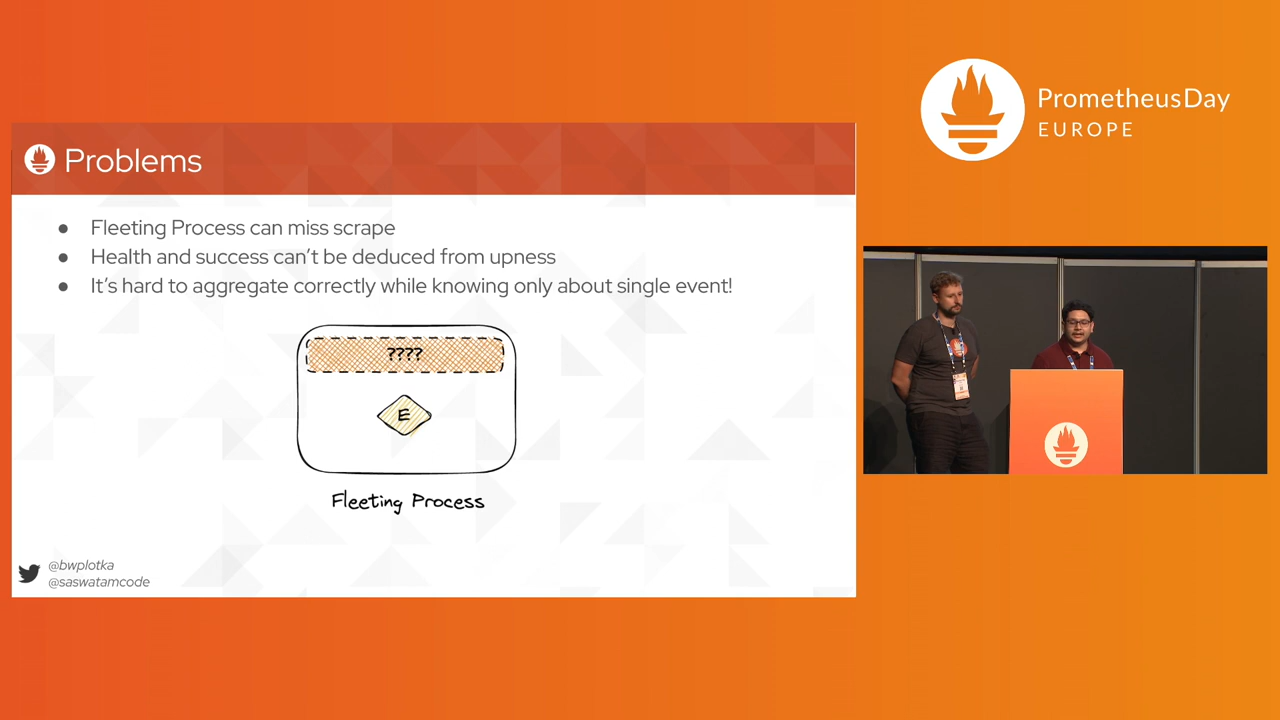 PrometheusDay
EUROPE
Problems
● Fleeting Process can miss scrape
● Health and success can't be deduced from upness
● It's hard to aggregate correctly while knowing only about single event!
????
E
Fleeting Process
@bwplotka
@saswatamcode